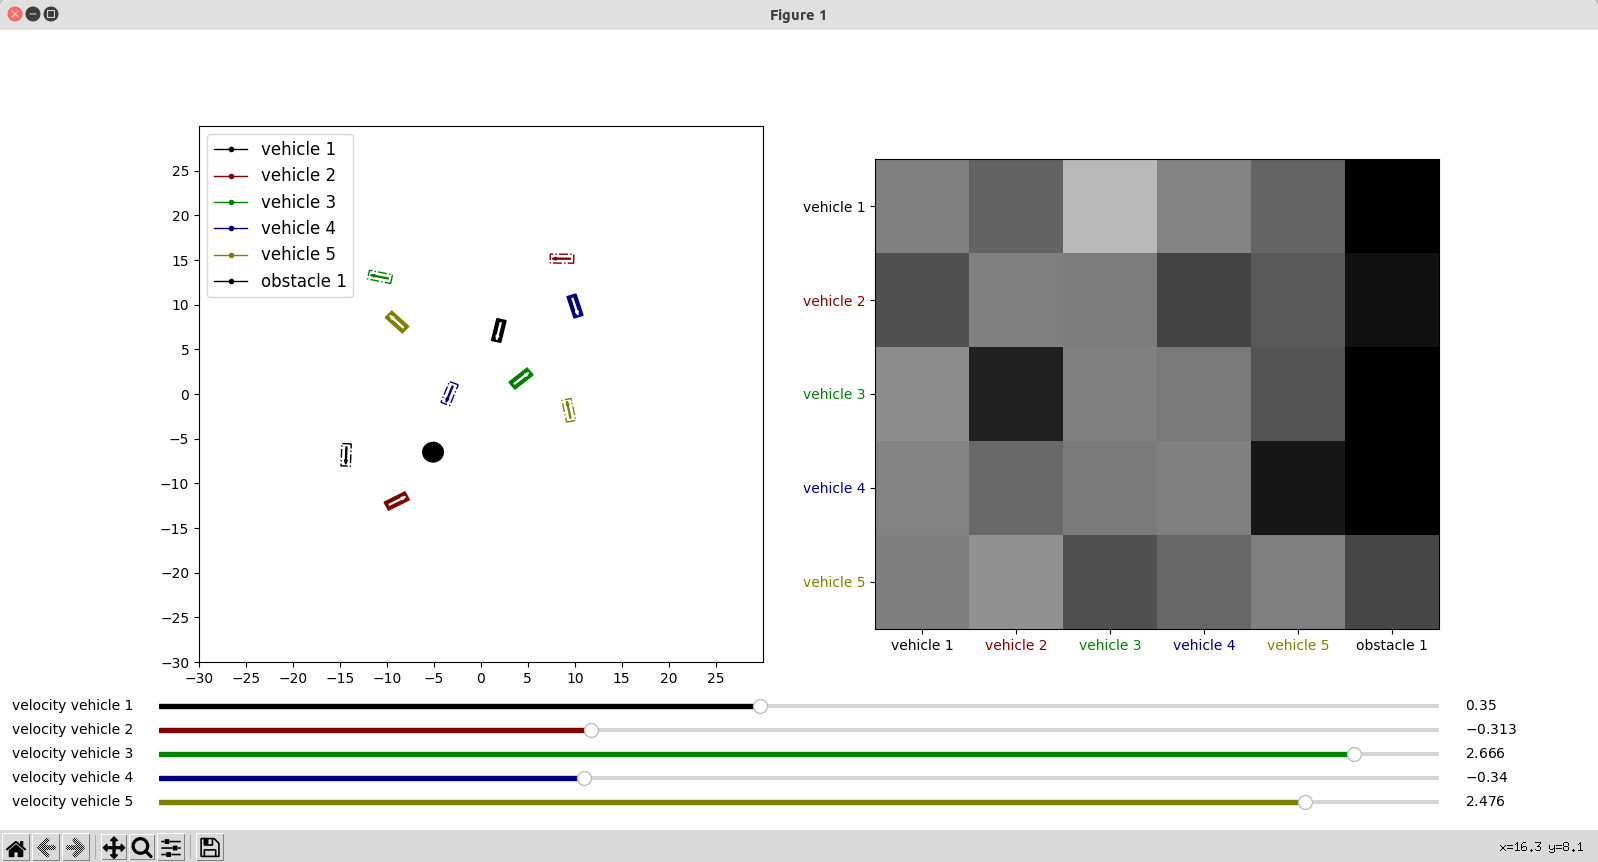 Figure 1
vehicle 1
vehicle 2
vehicle 3
vehicle 4
vehicle 5
obstacle 1
25
20
15
10
5
0
−5
−10
−15
−20
−25
−30
−30 −25 −20 −15 −10 −5 0 5 10 15 20 25
vehicle 1
vehicle 2
vehicle 3
vehicle 4
vehicle 5
vehicle 1 vehicle 2 vehicle 3 vehicle 4 vehicle 5 obstacle 1
velocity vehicle 1 0.35
velocity vehicle 2 −0.313
velocity vehicle 3 2.666
velocity vehicle 4 −0.34
velocity vehicle 5 2.476
x=16.3 y=8.1